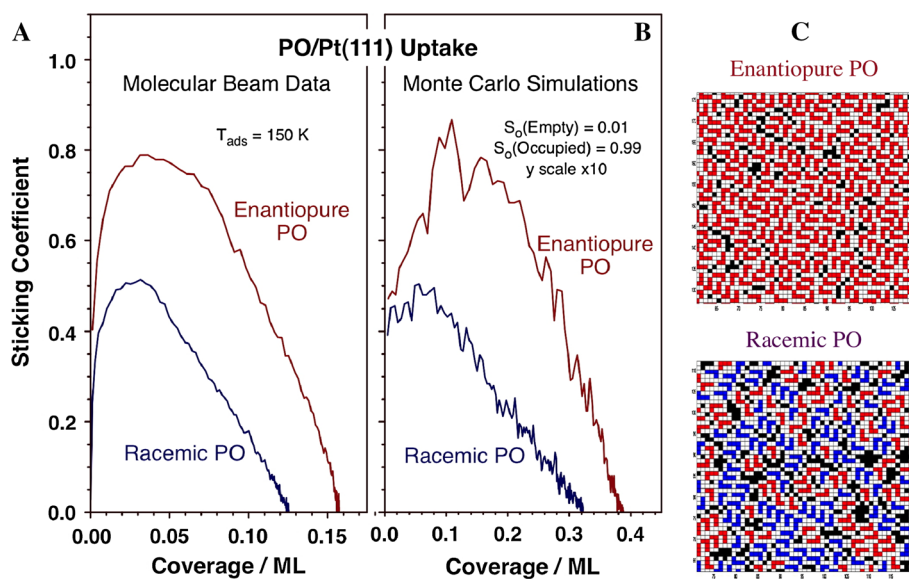 A
B
C
PO/Pt(111) Uptake
Molecular Beam Data
T_ads = 150 K
Enantiopure
PO
Racemic PO
Sticking Coefficient
1.0
0.8
0.6
0.4
0.2
0.0
0.00 0.05 0.10 0.15
Coverage / ML
Monte Carlo Simulations
S_o(Empty) = 0.01
S_o(Occupied) = 0.99
y scale x10
Enantiopure
PO
Racemic PO
0.0 0.1 0.2 0.3 0.4
Coverage / ML
Enantiopure PO
Racemic PO